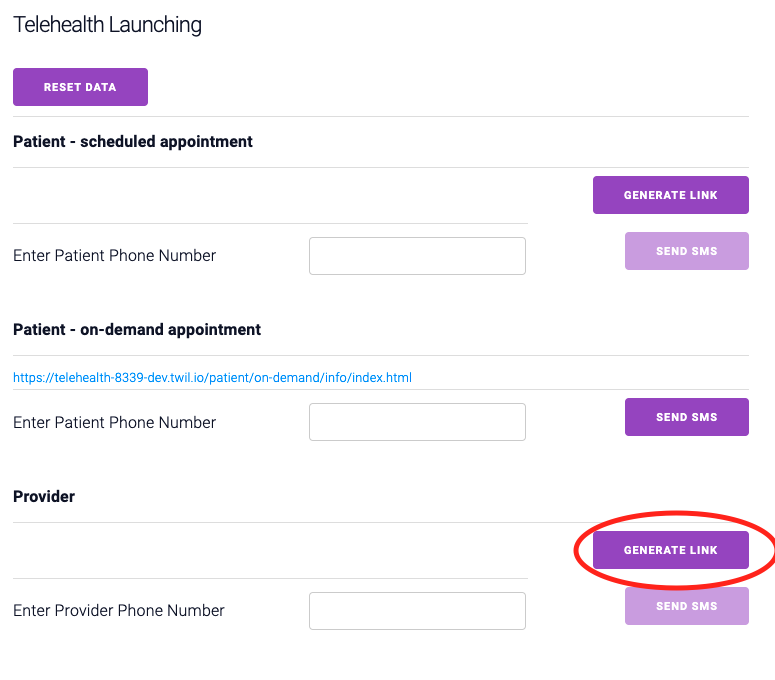 Telehealth Launching
RESET DATA
Patient - scheduled appointment
GENERATE LINK
Enter Patient Phone Number
SEND SMS
Patient - on-demand appointment
https://telehealth-8339-dev.twil.io/patient/on-demand/info/index.html
Enter Patient Phone Number
SEND SMS
Provider
GENERATE LINK
Enter Provider Phone Number
SEND SMS